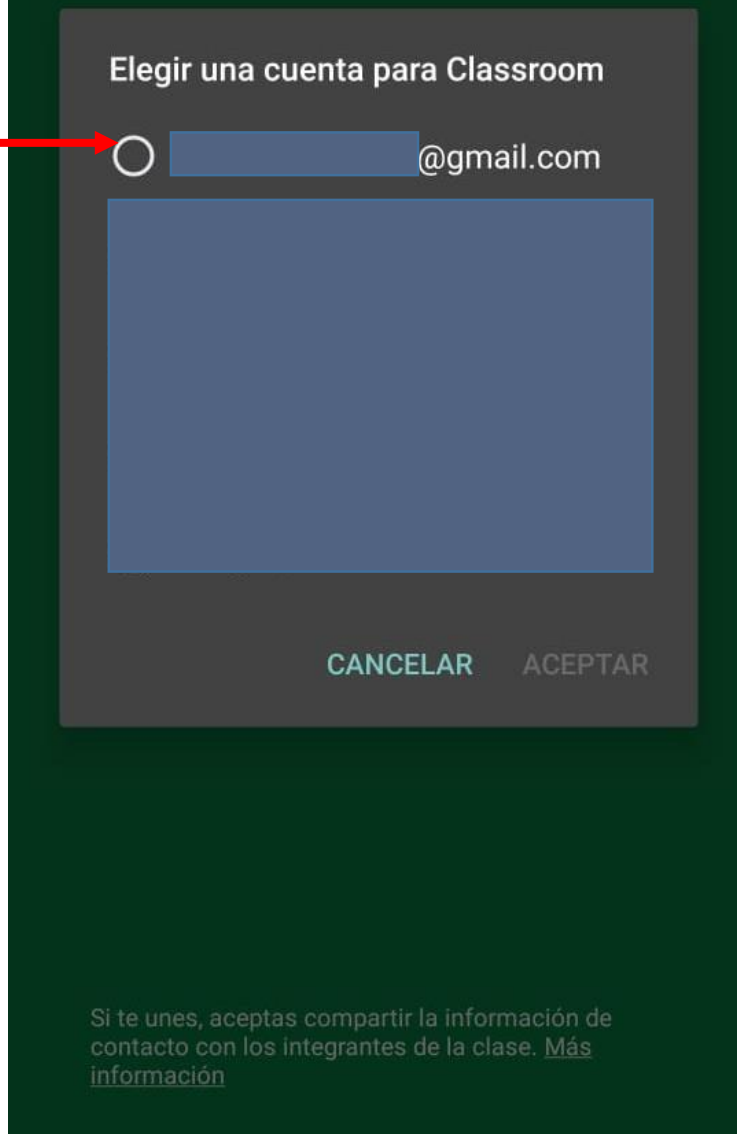 Elegir una cuenta para Classroom
@gmail.com
CANCELAR ACEPTAR
Si te unes, aceptas compartir la información de
contacto con los integrantes de la clase. Más
información